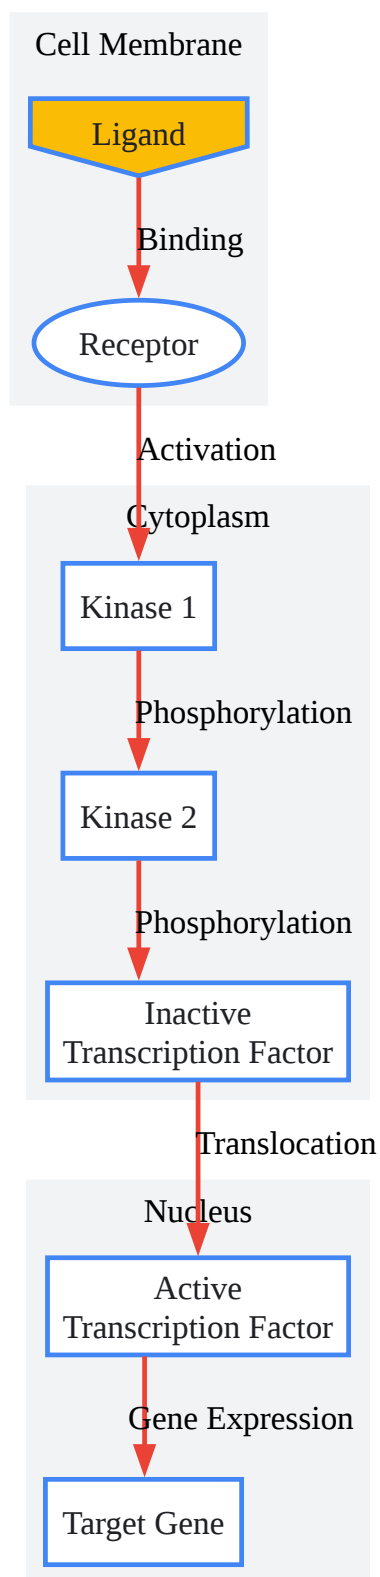 Cell Membrane
Ligand
Binding
Receptor
Activation
Cytoplasm
Kinase 1
Phosphorylation
Kinase 2
Phosphorylation
Inactive
Transcription Factor
Translocation
Nucleus
Active
Transcription Factor
Gene Expression
Target Gene